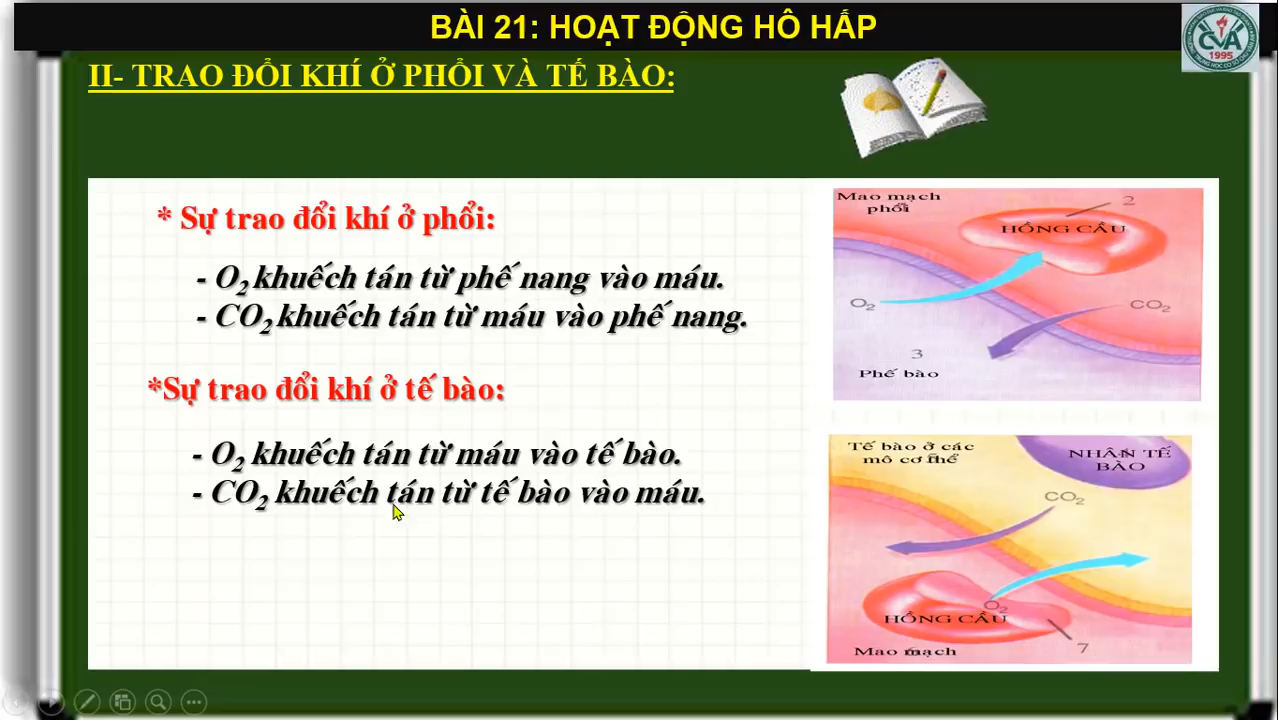 BÀI 21: HOẠT ĐỘNG HÔ HẤP
CVA
1995
II- TRAO ĐỔI KHÍ Ở PHỔI VÀ TẾ BÀO:
* Sự trao đổi khí ở phổi:
- O₂ khuếch tán từ phế nang vào máu.
- CO₂ khuếch tán từ máu vào phế nang.
*Sự trao đổi khí ở tế bào:
- O₂ khuếch tán từ máu vào tế bào.
- CO₂ khuếch tán từ tế bào vào máu.
Mao mạch
phổi
2
HỒNG CẦU
O₂
CO₂
3
Phế bào
Tế bào ở các
mô cơ thể
NHÂN TẾ
BÀO
CO₂
O₂
HỒNG CẦU
7
Mao mạch